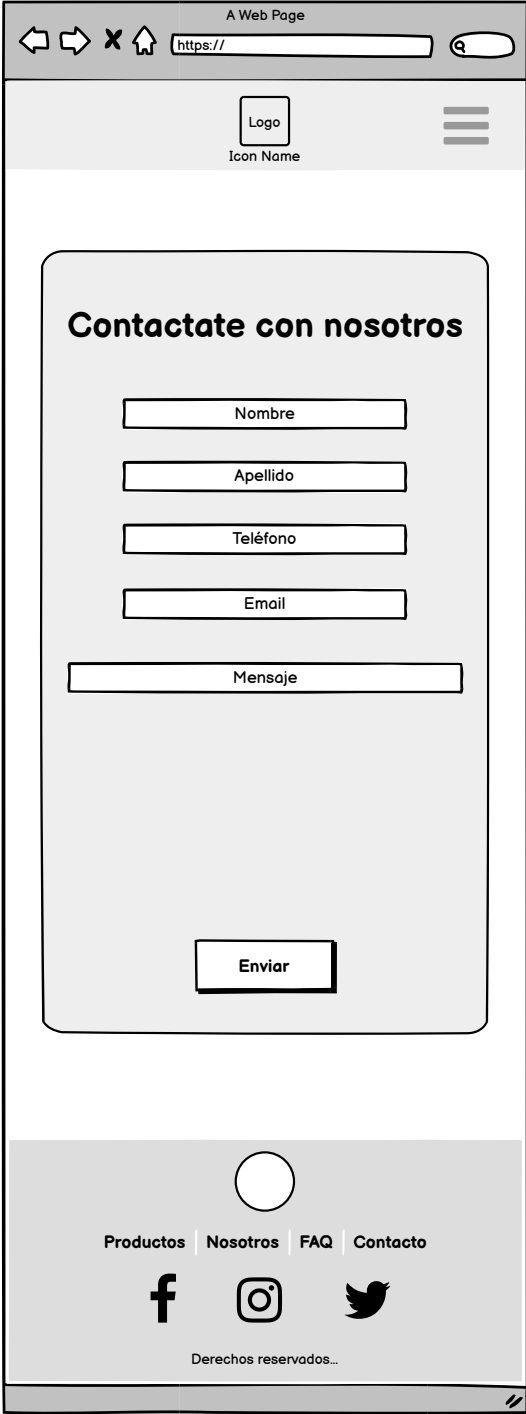 A Web Page
https://
Logo
Icon Name
Contactate con nosotros
Nombre
Apellido
Teléfono
Email
Mensaje
Enviar
Productos Nosotros FAQ Contacto
Derechos reservados...